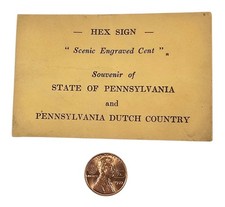 — HEX SIGN —
"Scenic Engraved Cent".
Souvenir of
STATE OF PENNSYLVANIA
and
PENNSYLVANIA DUTCH COUNTRY